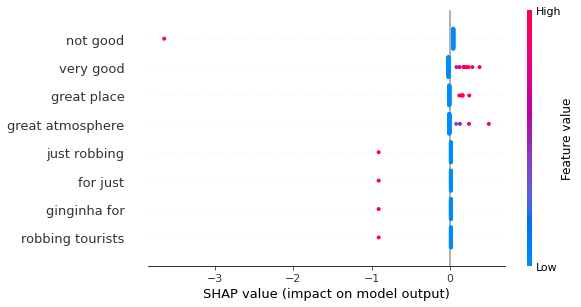 High
not good
very good
great place
great atmosphere
just robbing
for just
ginginha for
robbing tourists
Feature value
Low
−3
−2
−1
0
SHAP value (impact on model output)